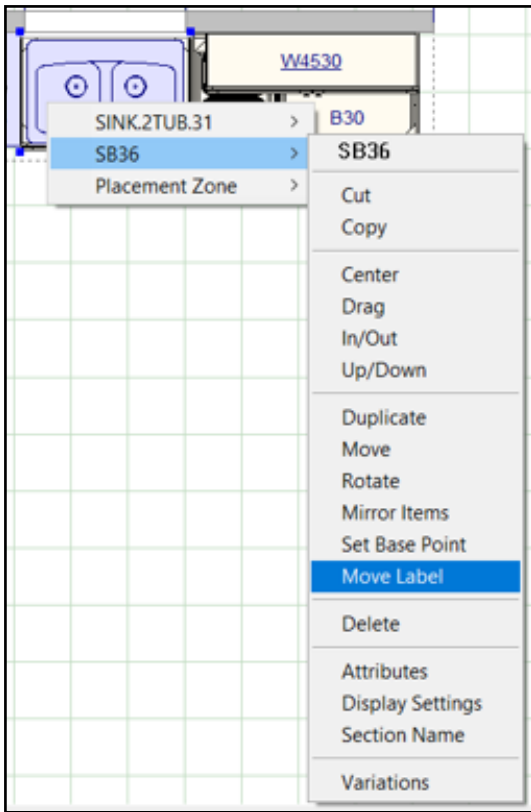 W4530
B30
SINK.2TUB.31
SB36
Placement Zone
SB36
Cut
Copy
Center
Drag
In/Out
Up/Down
Duplicate
Move
Rotate
Mirror Items
Set Base Point
Move Label
Delete
Attributes
Display Settings
Section Name
Variations